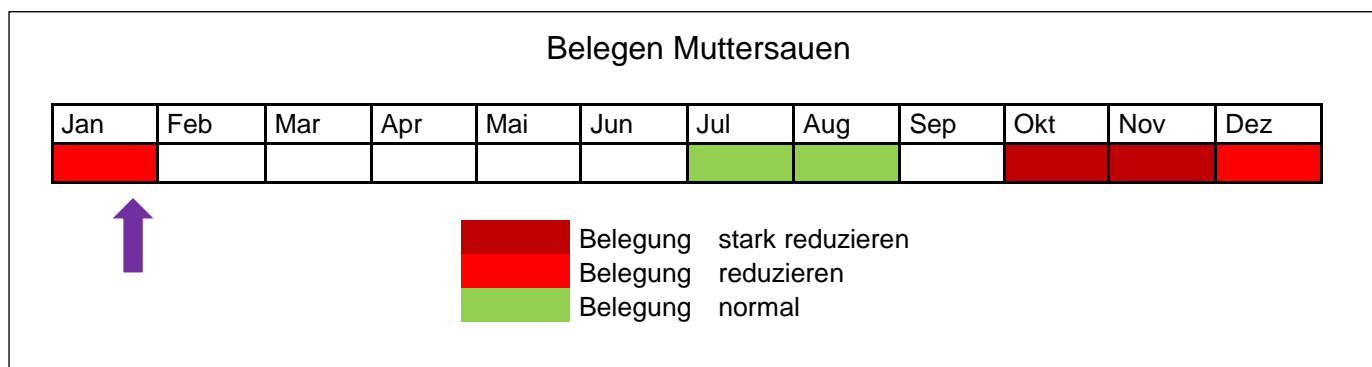 Belegen Muttersauen
Jan Feb Mar Apr Mai Jun Jul Aug Sep Okt Nov Dez
Belegung stark reduzieren
Belegung reduzieren
Belegung normal